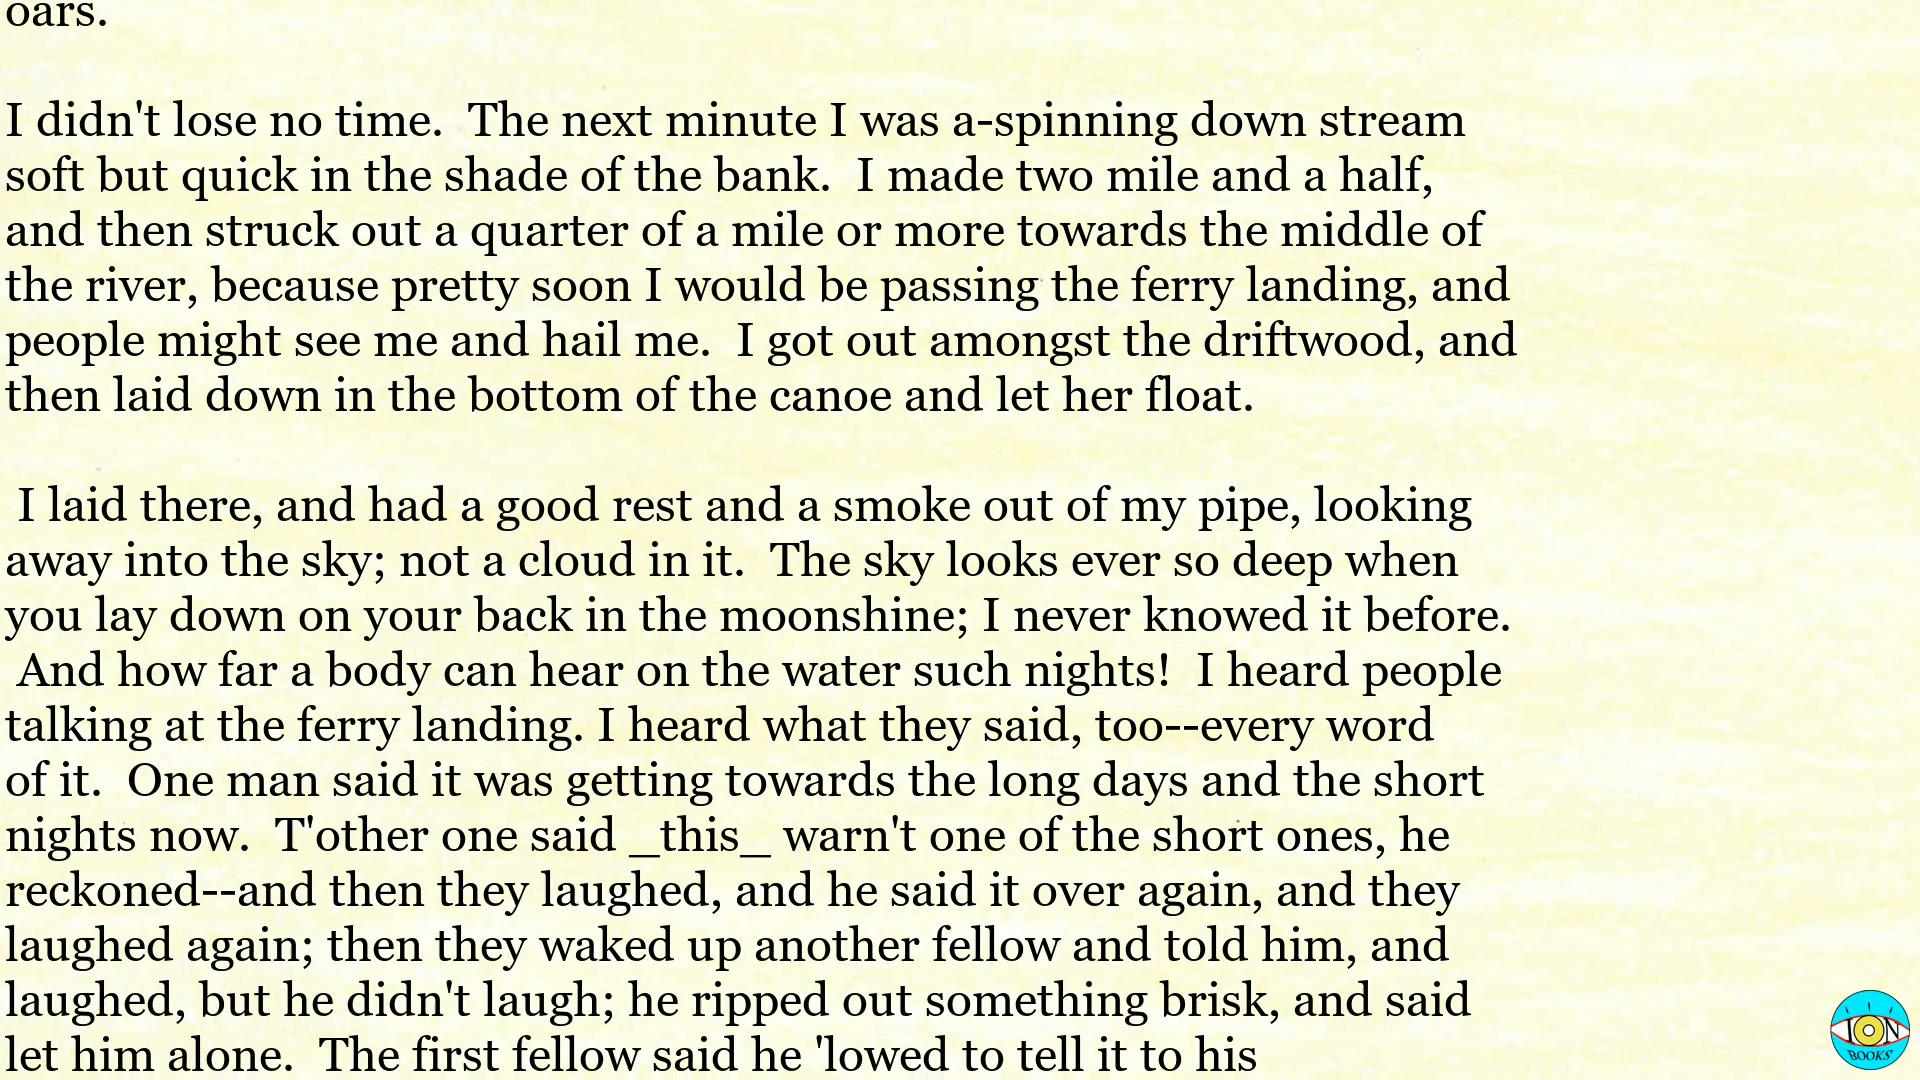 oars.
I didn't lose no time.  The next minute I was a-spinning down stream
soft but quick in the shade of the bank.  I made two mile and a half,
and then struck out a quarter of a mile or more towards the middle of
the river, because pretty soon I would be passing the ferry landing, and
people might see me and hail me.  I got out amongst the driftwood, and
then laid down in the bottom of the canoe and let her float.
I laid there, and had a good rest and a smoke out of my pipe, looking
away into the sky; not a cloud in it.  The sky looks ever so deep when
you lay down on your back in the moonshine; I never knowed it before.
And how far a body can hear on the water such nights!  I heard people
talking at the ferry landing. I heard what they said, too--every word
of it.  One man said it was getting towards the long days and the short
nights now.  T'other one said _this_ warn't one of the short ones, he
reckoned--and then they laughed, and he said it over again, and they
laughed again; then they waked up another fellow and told him, and
laughed, but he didn't laugh; he ripped out something brisk, and said
let him alone.  The first fellow said he 'lowed to tell it to his
ION
BOOKS